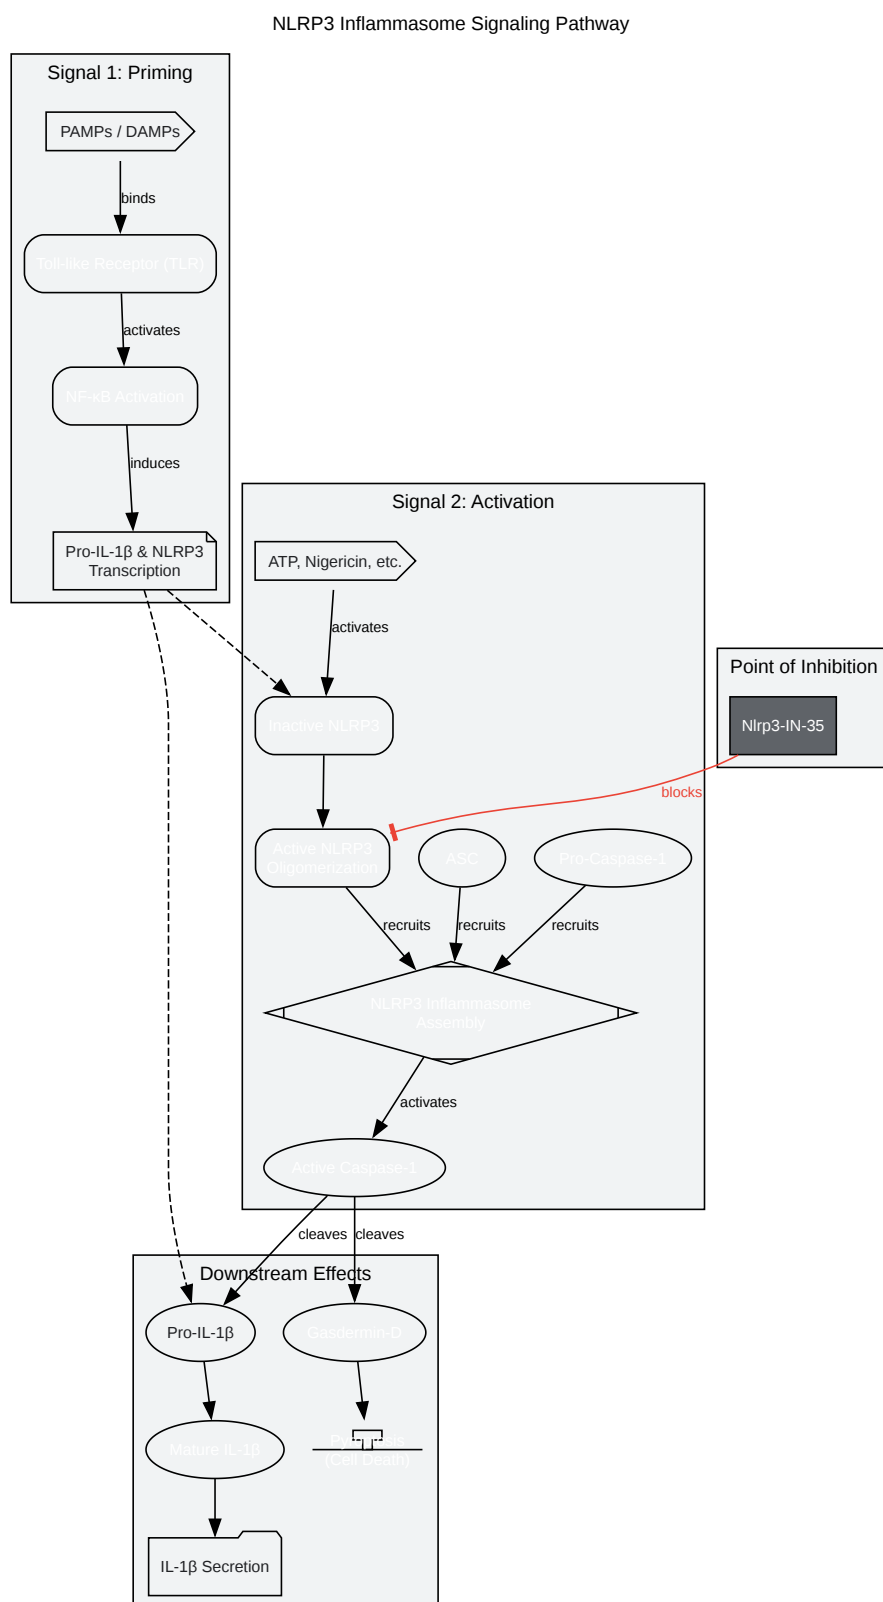 NLRP3 Inflammasome Signaling Pathway
Signal 1: Priming
PAMPs / DAMPs
binds
Toll-like Receptor (TLR)
activates
NF-κB Activation
induces
Pro-IL-1β & NLRP3
Transcription
Signal 2: Activation
ATP, Nigericin, etc.
activates
Inactive NLRP3
Point of Inhibition
Nlrp3-IN-35
blocks
Active NLRP3
Oligomerization
ASC
Pro-Caspase-1
recruits
recruits
recruits
NLRP3 Inflammasome
Assembly
activates
Active Caspase-1
cleaves
cleaves
Downstream Effects
Pro-IL-1β
Gasdermin-D
Mature IL-1β
Pyroptosis
(Cell Death)
IL-1β Secretion